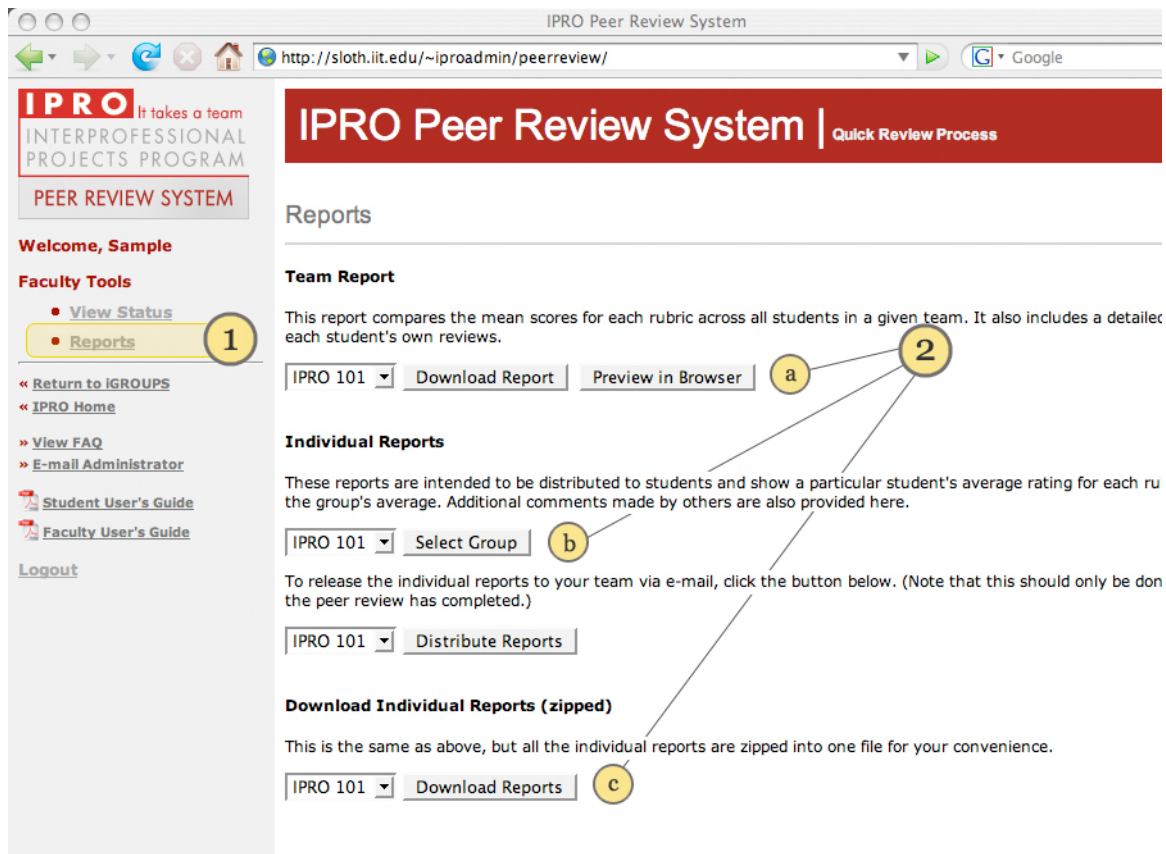 IPRO Peer Review System
http://sloth.iit.edu/~iproadmin/peerreview/
G Google
IPRO It takes a team
INTERPROFESSIONAL
PROJECTS PROGRAM
PEER REVIEW SYSTEM
Welcome, Sample
Faculty Tools
• View Status
• Reports
1
« Return to iGROUPS
« IPRO Home
» View FAQ
» E-mail Administrator
Student User's Guide
Faculty User's Guide
Logout
IPRO Peer Review System | Quick Review Process
Reports
Team Report
This report compares the mean scores for each rubric across all students in a given team. It also includes a detailed
each student's own reviews.
2
IPRO 101 Download Report Preview in Browser a
Individual Reports
These reports are intended to be distributed to students and show a particular student's average rating for each ru
the group's average. Additional comments made by others are also provided here.
IPRO 101 Select Group b
To release the individual reports to your team via e-mail, click the button below. (Note that this should only be don
the peer review has completed.)
IPRO 101 Distribute Reports
Download Individual Reports (zipped)
This is the same as above, but all the individual reports are zipped into one file for your convenience.
IPRO 101 Download Reports c